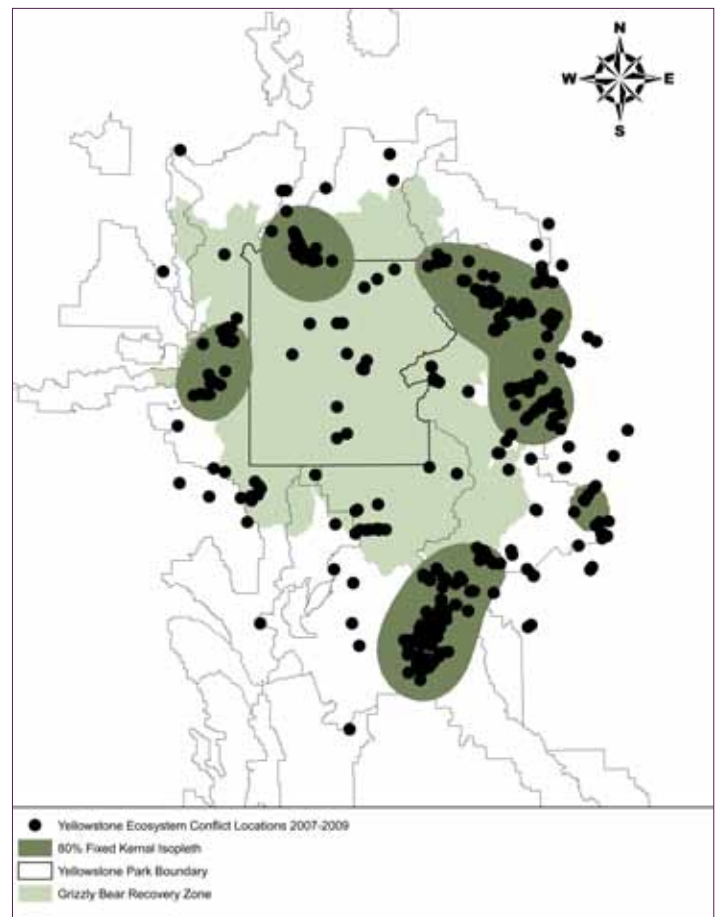 N
W E
S
Yellowstone Ecosystem Conflict Locations 2007-2009
80% Fixed Kernal Isopleth
Yellowstone Park Boundary
Grizzly Bear Recovery Zone